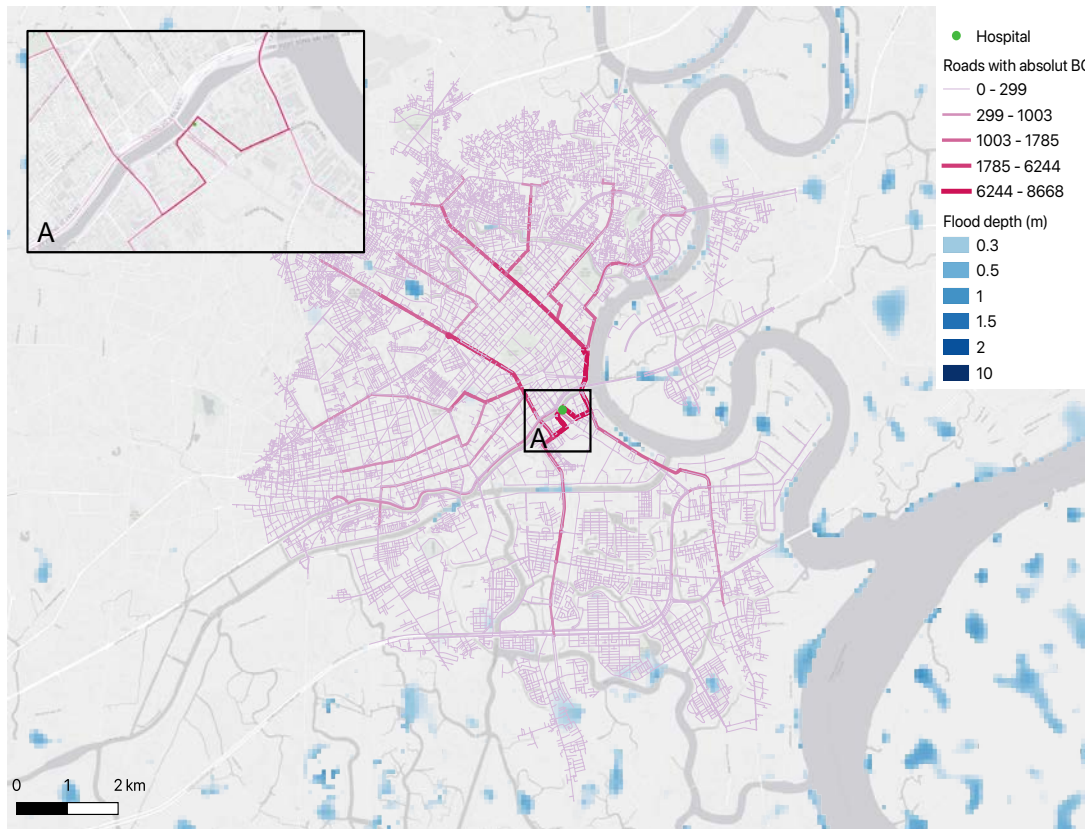 A
A
Hospital
Roads with absolut BC
0 - 299
299 - 1003
1003 - 1785
1785 - 6244
6244 - 8668
Flood depth (m)
0.3
0.5
1
1.5
2
10
0 1 2 km